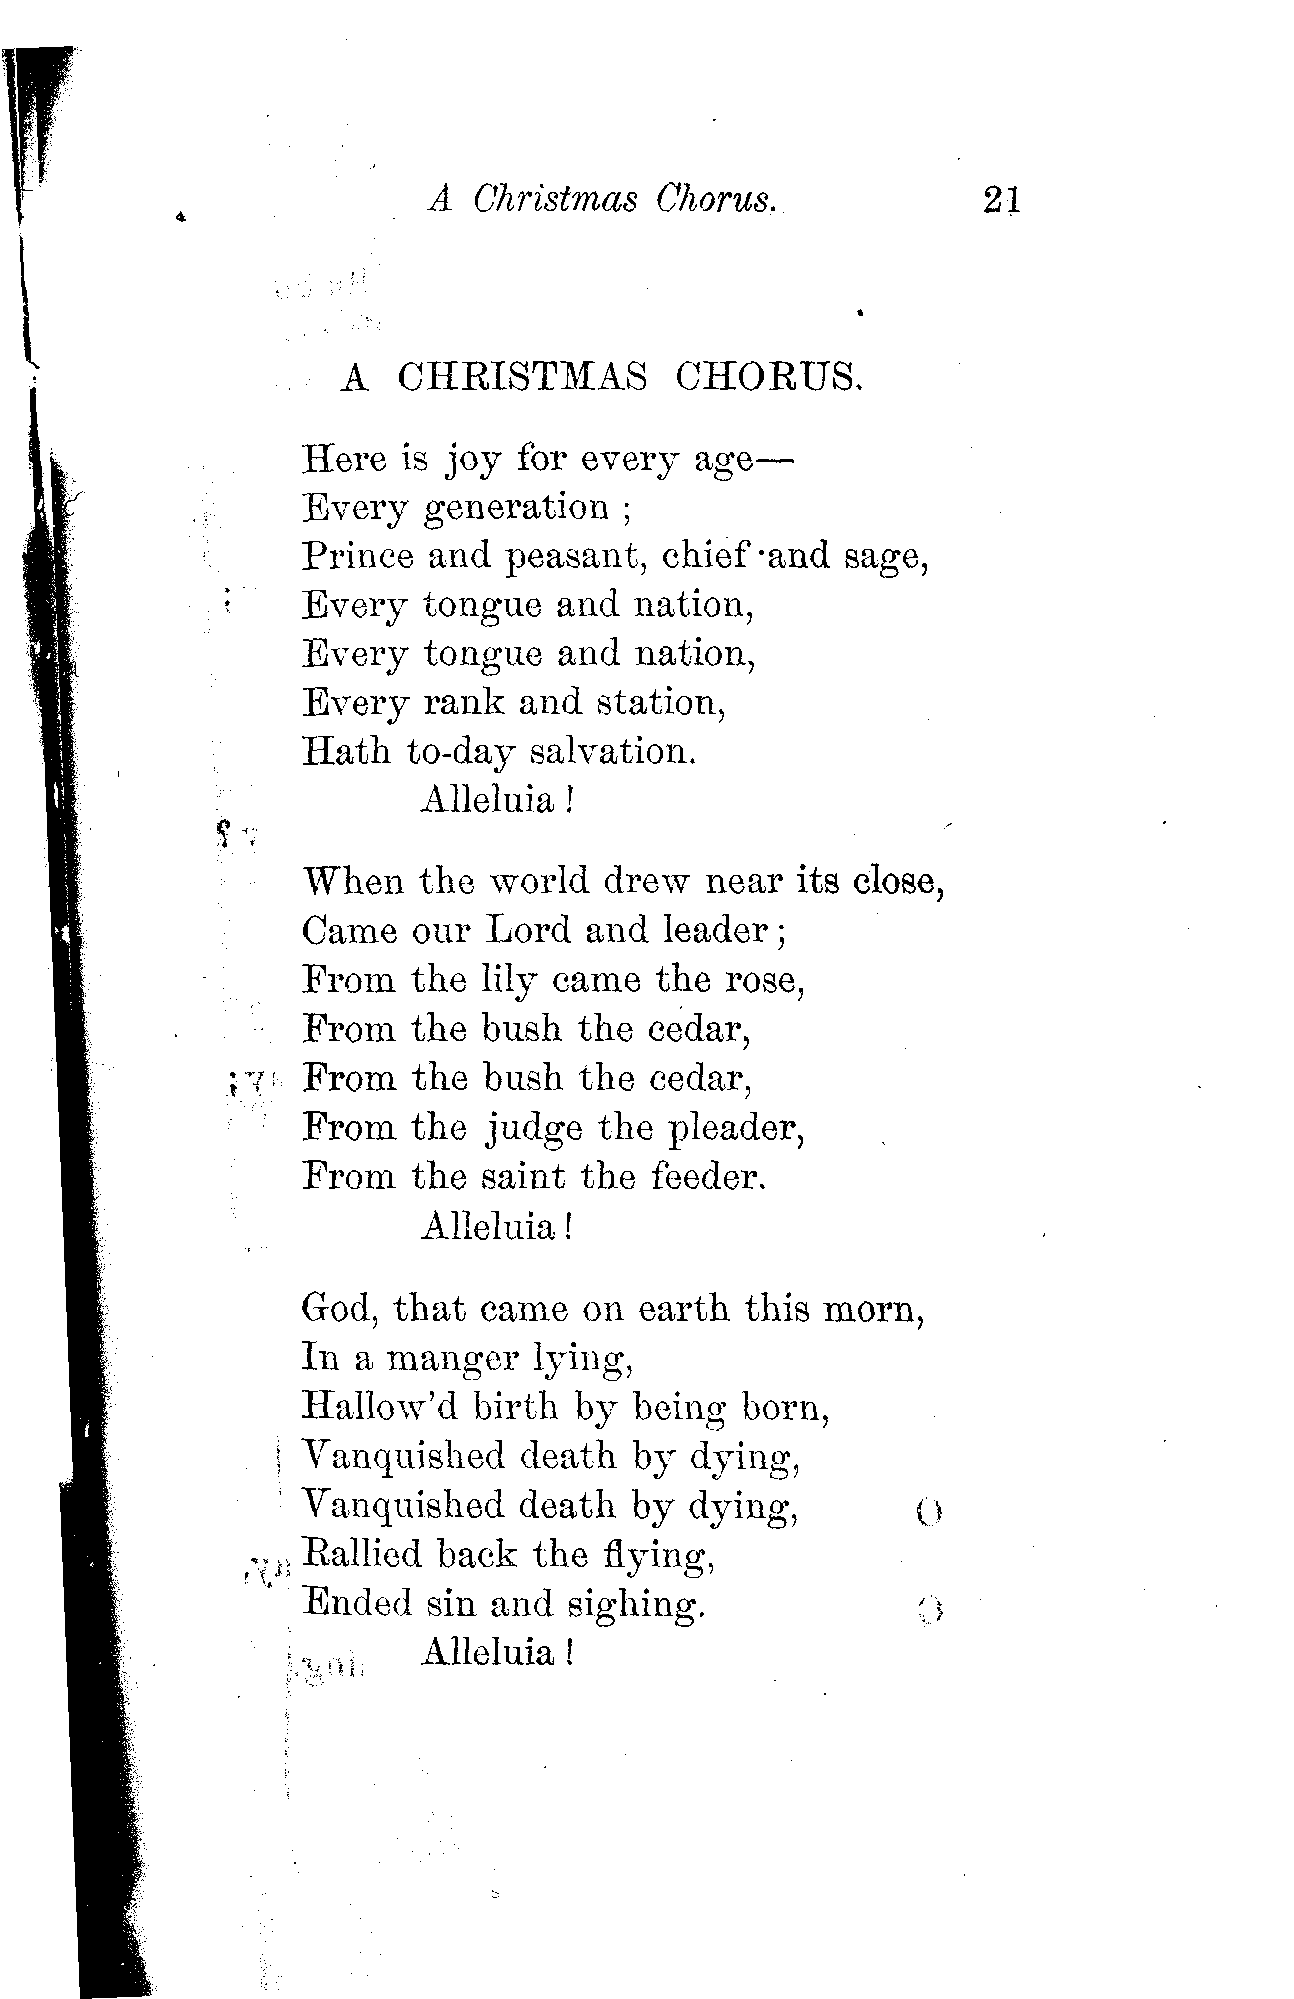 A Christmas Chorus. 21
A CHRISTMAS CHORUS.
Here is joy for every age—
Every generation ;
Prince and peasant, chief and sage,
Every tongue and nation,
Every tongue and nation,
Every rank and station,
Hath to-day salvation.
Alleluia !
When the world drew near its close,
Came our Lord and leader ;
From the lily came the rose,
From the bush the cedar,
From the bush the cedar,
From the judge the pleader,
From the saint the feeder.
Alleluia !
God, that came on earth this morn,
In a manger lying,
Hallow'd birth by being born,
Vanquished death by dying,
Vanquished death by dying,
Rallied back the flying,
Ended sin and sighing.
Alleluia !